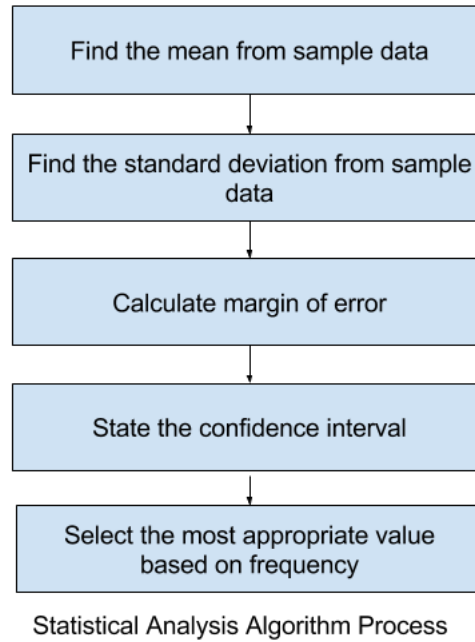 Find the mean from sample data
Find the standard deviation from sample
data
Calculate margin of error
State the confidence interval
Select the most appropriate value
based on frequency
Statistical Analysis Algorithm Process